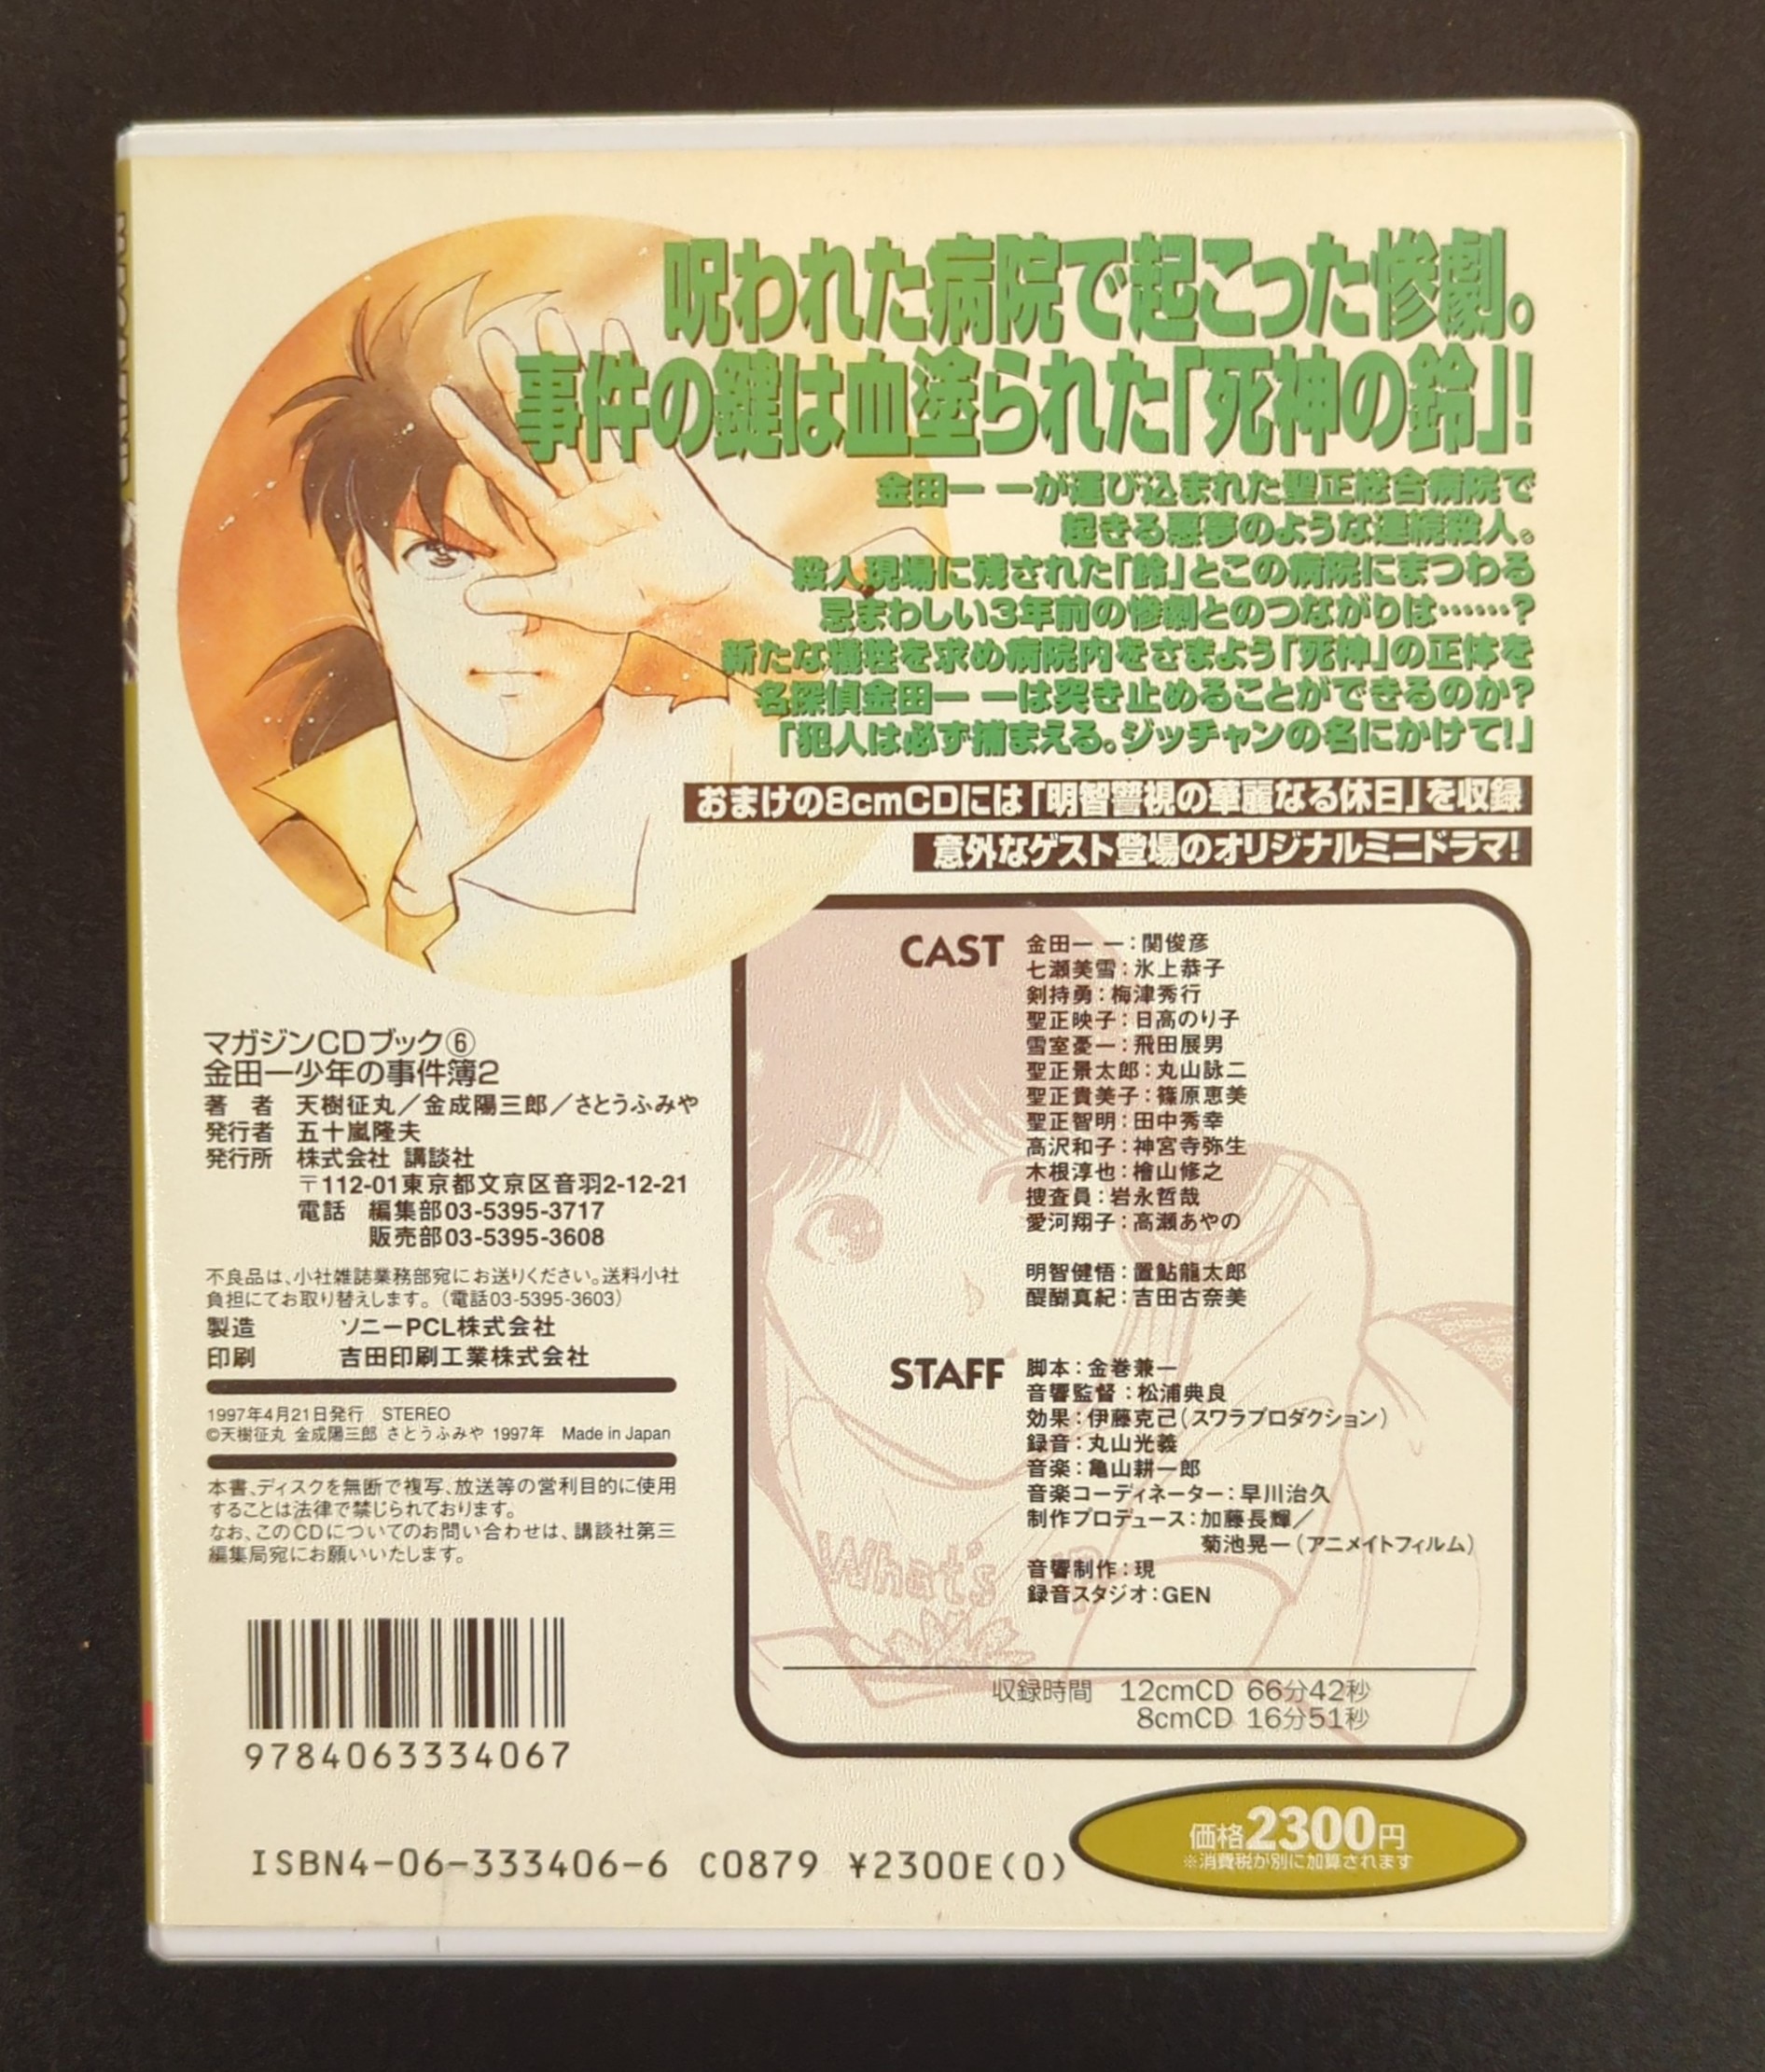 呪われた病院で起こった惨劇。
事件の鍵は血塗られた「死神の鈴」!
金田一 一が運び込まれた聖正総合病院で
起きる悪夢のような連続殺人。
殺人現場に残された「鈴」とこの病院にまつわる
忌まわしい3年前の惨劇とのつながりは……?
新たな犠牲を求め病院内をさまよう「死神」の正体を
名探偵金田一 一は突き止めることができるのか?
「犯人は必ず捕まえる。ジッチャンの名にかけて!」
おまけの8cmCDには「明智警視の華麗なる休日」を収録
意外なゲスト登場のオリジナルミニドラマ!
CAST
金田一 一：関俊彦
七瀬美雪：氷上恭子
剣持勇：梅津秀行
聖正映子：日高のり子
雪室憂一：飛田展男
聖正景太郎：丸山詠二
聖正貴美子：篠原恵美
聖正智明：田中秀幸
高沢和子：神宮寺弥生
木根淳也：檜山修之
捜査員：岩永哲哉
愛河翔子：高瀬あやの
明智健悟：置鮎龍太郎
醍醐真紀：吉田古奈美
STAFF
脚本：金巻兼一
音響監督：松浦典良
効果：伊藤克己（スワラプロダクション）
録音：丸山光義
音楽：亀山耕一郎
音楽コーディネーター：早川治久
制作プロデュース：加藤長輝／
菊池晃一（アニメイトフィルム）
音響制作：現
録音スタジオ：GEN
What's
収録時間 12cmCD 66分42秒
8cmCD 16分51秒
マガジンCDブック⑥
金田一少年の事件簿2
著 者 天樹征丸／金成陽三郎／さとうふみや
発行者 五十嵐隆夫
発行所 株式会社 講談社
〒112-01東京都文京区音羽2-12-21
電話 編集部03-5395-3717
販売部03-5395-3608
不良品は、小社雑誌業務部宛にお送りください。送料小社
負担にてお取り替えします。（電話03-5395-3603）
製造 ソニーPCL株式会社
印刷 吉田印刷工業株式会社
1997年4月21日発行 STEREO
©天樹征丸 金成陽三郎 さとうふみや 1997年 Made in Japan
本書、ディスクを無断で複写、放送等の営利目的に使用
することは法律で禁じられております。
なお、このCDについてのお問い合わせは、講談社第三
編集局宛にお願いいたします。
9784063334067
ISBN4-06-333406-6 C0879 ¥2300E(0)
価格2300円
※消費税が別に加算されます